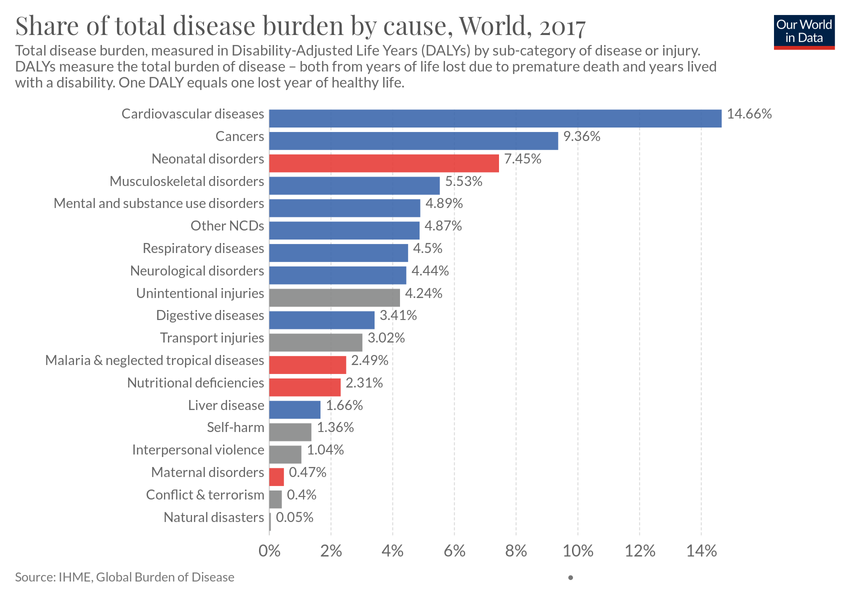 Share of total disease burden by cause, World, 2017
Our World
in Data
Total disease burden, measured in Disability-Adjusted Life Years (DALYs) by sub-category of disease or injury.
DALYs measure the total burden of disease – both from years of life lost due to premature death and years lived
with a disability. One DALY equals one lost year of healthy life.
Cardiovascular diseases 14.66%
Cancers 9.36%
Neonatal disorders 7.45%
Musculoskeletal disorders 5.53%
Mental and substance use disorders 4.89%
Other NCDs 4.87%
Respiratory diseases 4.5%
Neurological disorders 4.44%
Unintentional injuries 4.24%
Digestive diseases 3.41%
Transport injuries 3.02%
Malaria & neglected tropical diseases 2.49%
Nutritional deficiencies 2.31%
Liver disease 1.66%
Self-harm 1.36%
Interpersonal violence 1.04%
Maternal disorders 0.47%
Conflict & terrorism 0.4%
Natural disasters 0.05%
0% 2% 4% 6% 8% 10% 12% 14%
Source: IHME, Global Burden of Disease •